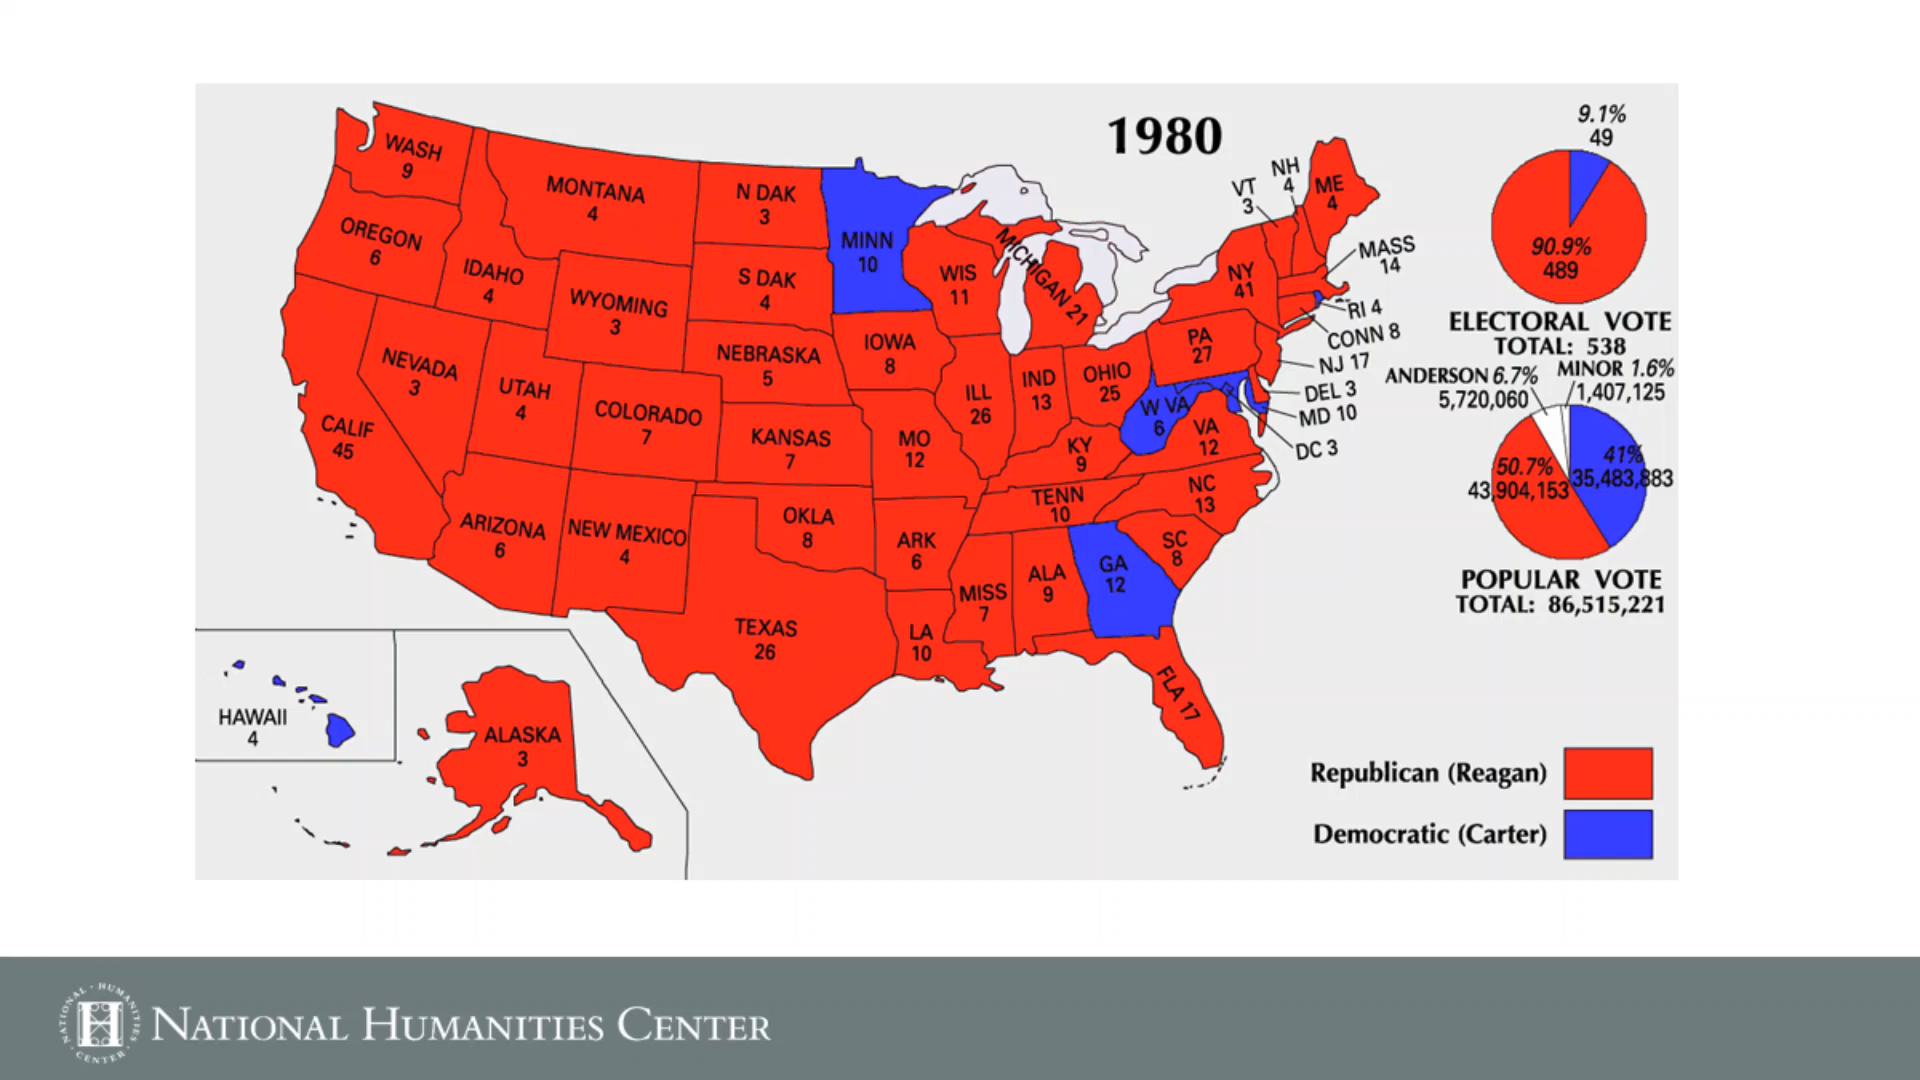 1980
WASH
9
OREGON
6
CALIF
45
NEVADA
3
IDAHO
4
MONTANA
4
WYOMING
3
UTAH
4
ARIZONA
6
COLORADO
7
NEW MEXICO
4
N DAK
3
S DAK
4
NEBRASKA
5
KANSAS
7
OKLA
8
TEXAS
26
MINN
10
IOWA
8
MO
12
ARK
6
LA
10
WIS
11
ILL
26
MICHIGAN 21
IND
13
OHIO
25
KY
9
TENN
10
MISS
7
ALA
9
GA
12
FLA 17
SC
8
NC
13
VA
12
W VA
6
PA
27
NY
41
VT
3
NH
4
ME
4
MASS
14
RI 4
CONN 8
NJ 17
DEL 3
MD 10
DC 3
HAWAII
4
ALASKA
3
9.1%
49
90.9%
489
ELECTORAL VOTE
TOTAL: 538
ANDERSON 6.7%
5,720,060
MINOR 1.6%
1,407,125
50.7%
43,904,153
41%
35,483,883
POPULAR VOTE
TOTAL: 86,515,221
Republican (Reagan)
Democratic (Carter)
NATIONAL · HUMANITIES · CENTER ·
NATIONAL HUMANITIES CENTER